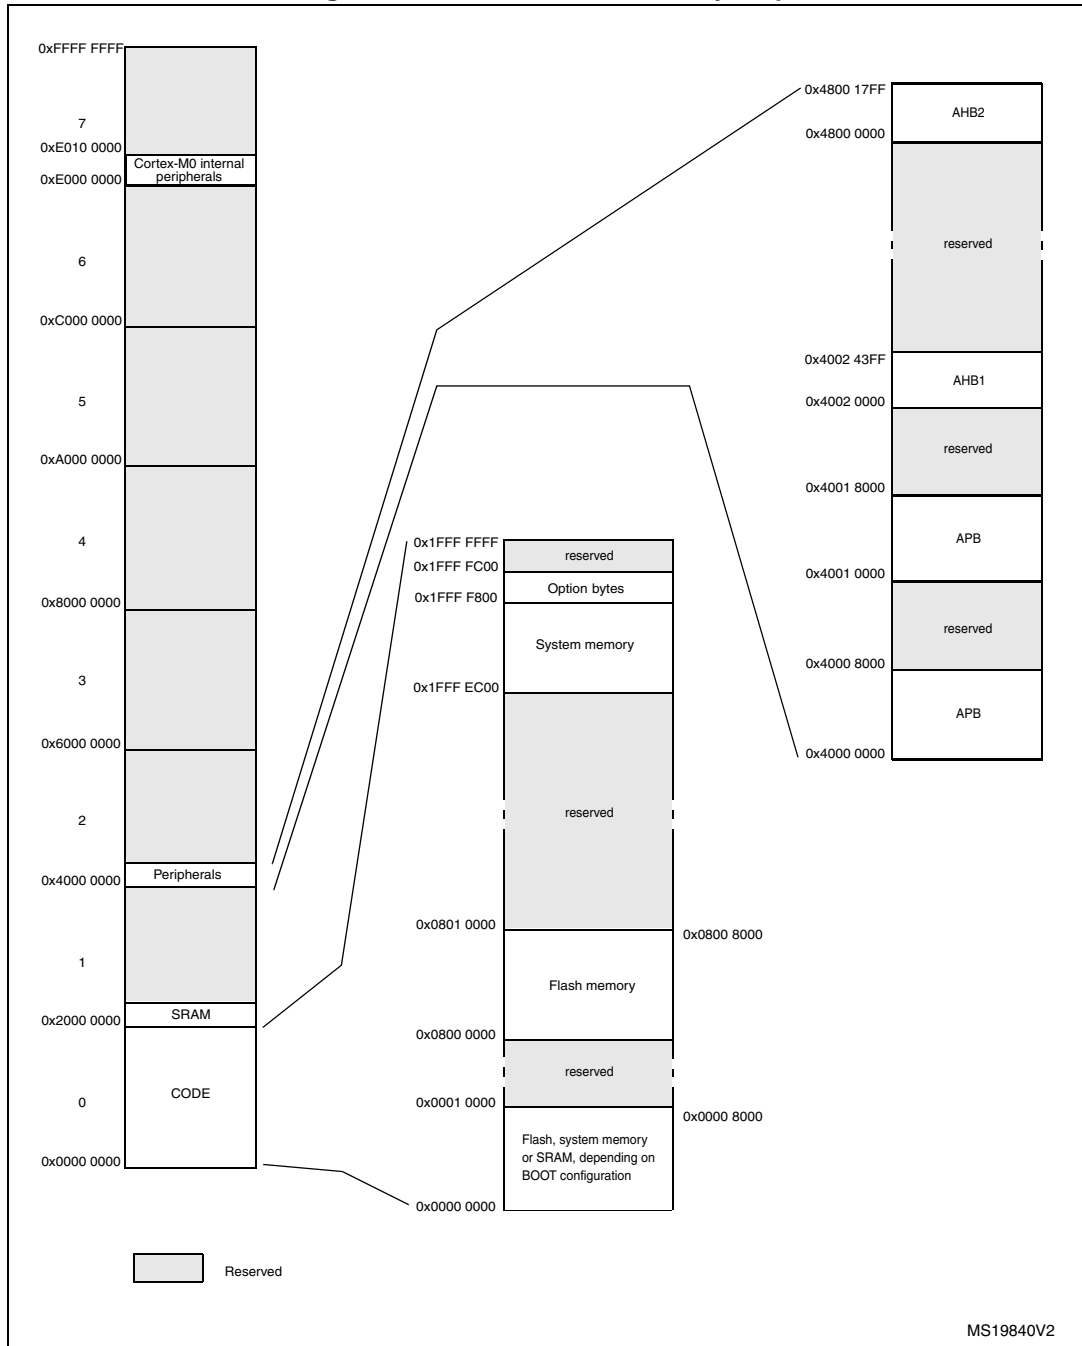 0xFFFF FFFF
7
0xE010 0000
Cortex-M0 internal
peripherals
0xE000 0000
6
0xC000 0000
5
0xA000 0000
4
0x8000 0000
3
0x6000 0000
2
Peripherals
0x4000 0000
1
SRAM
0x2000 0000
CODE
0
0x0000 0000
0x1FFF FFFF
reserved
0x1FFF FC00
Option bytes
0x1FFF F800
System memory
0x1FFF EC00
reserved
0x0801 0000
0x0800 8000
Flash memory
0x0800 0000
reserved
0x0001 0000
0x0000 8000
Flash, system memory
or SRAM, depending on
BOOT configuration
0x0000 0000
0x4800 17FF
AHB2
0x4800 0000
reserved
0x4002 43FF
AHB1
0x4002 0000
reserved
0x4001 8000
APB
0x4001 0000
reserved
0x4000 8000
APB
0x4000 0000
Reserved
MS19840V2